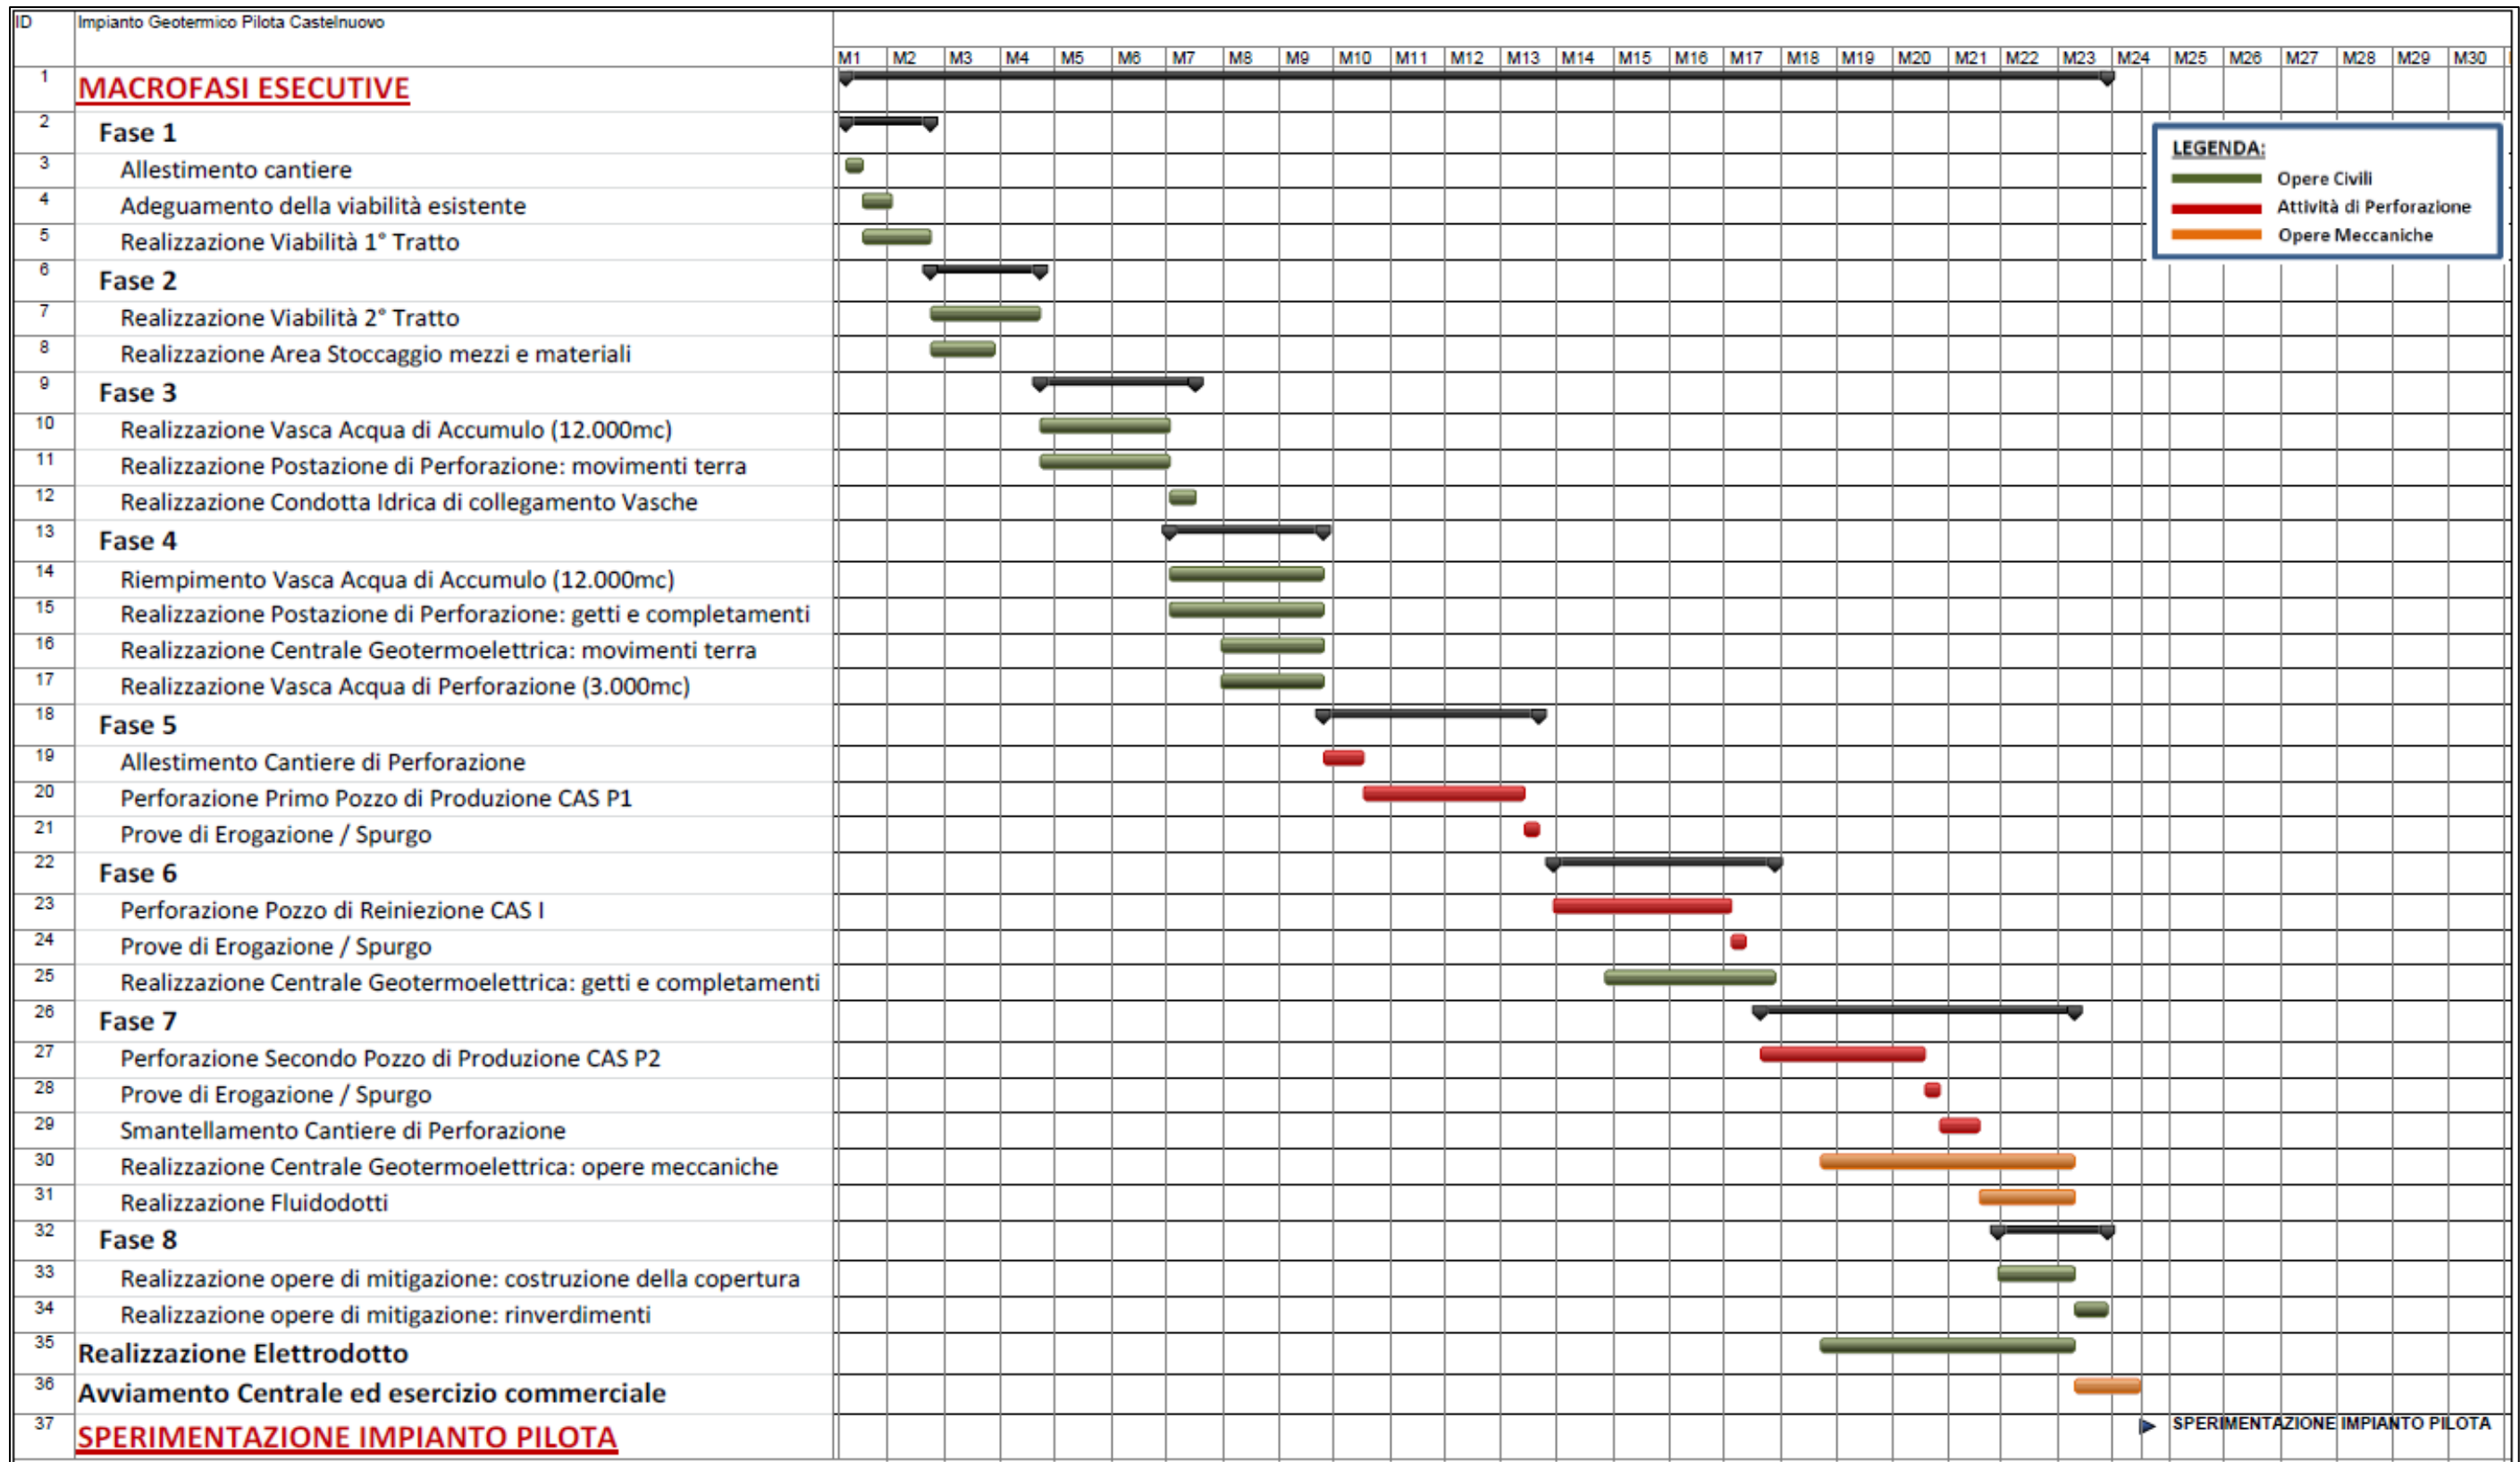 ID Impianto Geotermico Pilota Castelnuovo
M1 M2 M3 M4 M5 M6 M7 M8 M9 M10 M11 M12 M13 M14 M15 M16 M17 M18 M19 M20 M21 M22 M23 M24 M25 M26 M27 M28 M29 M30
1 MACROFASI ESECUTIVE
2 Fase 1
LEGENDA:
Opere Civili
Attività di Perforazione
Opere Meccaniche
3 Allestimento cantiere
4 Adeguamento della viabilità esistente
5 Realizzazione Viabilità 1° Tratto
6 Fase 2
7 Realizzazione Viabilità 2° Tratto
8 Realizzazione Area Stoccaggio mezzi e materiali
9 Fase 3
10 Realizzazione Vasca Acqua di Accumulo (12.000mc)
11 Realizzazione Postazione di Perforazione: movimenti terra
12 Realizzazione Condotta Idrica di collegamento Vasche
13 Fase 4
14 Riempimento Vasca Acqua di Accumulo (12.000mc)
15 Realizzazione Postazione di Perforazione: getti e completamenti
16 Realizzazione Centrale Geotermoelettrica: movimenti terra
17 Realizzazione Vasca Acqua di Perforazione (3.000mc)
18 Fase 5
19 Allestimento Cantiere di Perforazione
20 Perforazione Primo Pozzo di Produzione CAS P1
21 Prove di Erogazione / Spurgo
22 Fase 6
23 Perforazione Pozzo di Reiniezione CAS I
24 Prove di Erogazione / Spurgo
25 Realizzazione Centrale Geotermoelettrica: getti e completamenti
26 Fase 7
27 Perforazione Secondo Pozzo di Produzione CAS P2
28 Prove di Erogazione / Spurgo
29 Smantellamento Cantiere di Perforazione
30 Realizzazione Centrale Geotermoelettrica: opere meccaniche
31 Realizzazione Fluidodotti
32 Fase 8
33 Realizzazione opere di mitigazione: costruzione della copertura
34 Realizzazione opere di mitigazione: rinverdimenti
35 Realizzazione Elettrodotto
36 Avviamento Centrale ed esercizio commerciale
37 SPERIMENTAZIONE IMPIANTO PILOTA SPERIMENTAZIONE IMPIANTO PILOTA